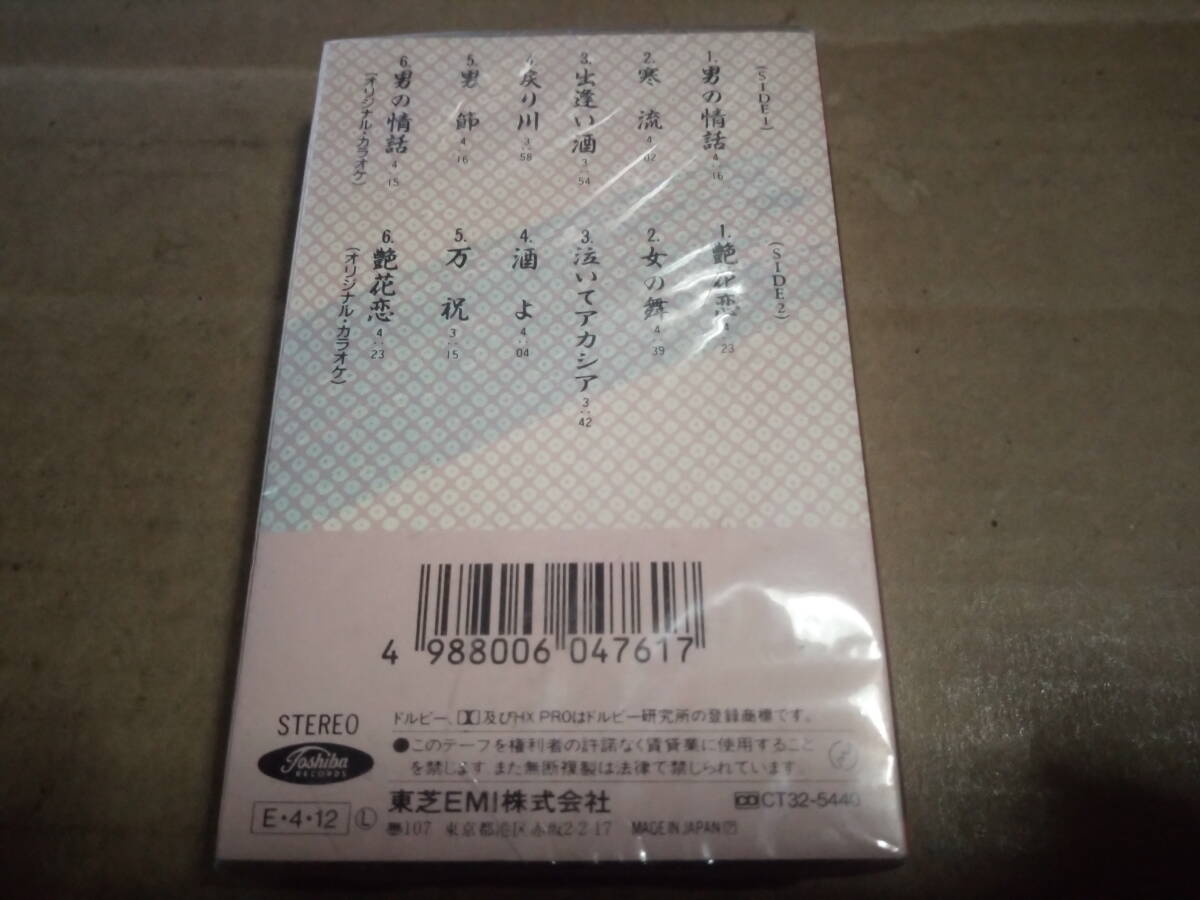 (SIDE1)
1. 男の情話 4:16
2. 寒流 4:02
3. 出逢い酒 3:54
4. 戻り川 3:58
5. 男節 4:16
6. 男の情話 4:15
(オリジナル・カラオケ)
(SIDE2)
1. 艶花恋 4:23
2. 女の舞 4:39
3. 泣いてアカシア 3:42
4. 酒よ 4:04
5. 万祝 3:15
6. 艶花恋 4:23
(オリジナル・カラオケ)
4 988006 047617
STEREO
Toshiba
RECORDS
E・4・12 L
ドルビー、及びHX PROはドルビー研究所の登録商標です。
●このテープを権利者の許諾なく賃貸業に使用すること
を禁じます また無断複製は法律で禁じられています.
東芝EMI株式会社
107 東京都港区赤坂2-2-17
CT32-5440
MADE IN JAPAN